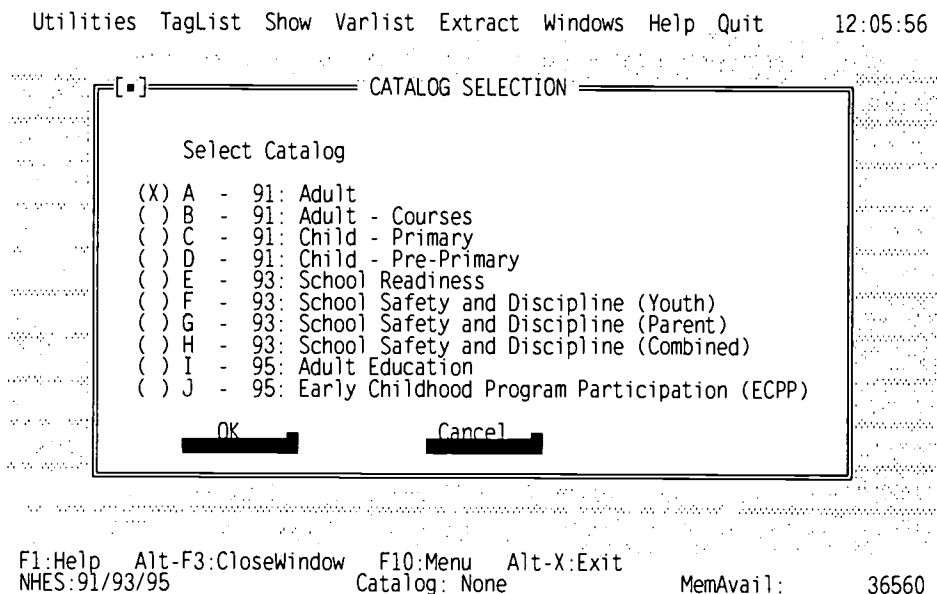 Utilities TagList Show Varlist Extract Windows Help Quit 12:05:56
[▪] CATALOG SELECTION
Select Catalog
(X) A - 91: Adult
( ) B - 91: Adult - Courses
( ) C - 91: Child - Primary
( ) D - 91: Child - Pre-Primary
( ) E - 93: School Readiness
( ) F - 93: School Safety and Discipline (Youth)
( ) G - 93: School Safety and Discipline (Parent)
( ) H - 93: School Safety and Discipline (Combined)
( ) I - 95: Adult Education
( ) J - 95: Early Childhood Program Participation (ECPP)
OK Cancel
F1:Help Alt-F3:CloseWindow F10:Menu Alt-X:Exit
NHES:91/93/95 Catalog: None MemAvail: 36560